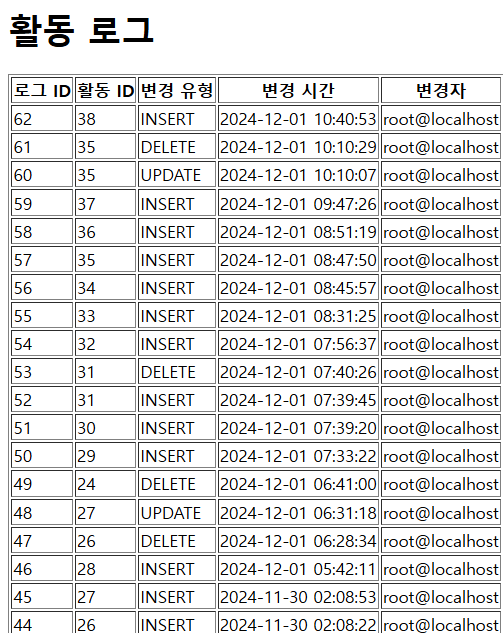 활동 로그
로그 ID 활동 ID 변경 유형 변경 시간 변경자
62 38 INSERT 2024-12-01 10:40:53 root@localhost
61 35 DELETE 2024-12-01 10:10:29 root@localhost
60 35 UPDATE 2024-12-01 10:10:07 root@localhost
59 37 INSERT 2024-12-01 09:47:26 root@localhost
58 36 INSERT 2024-12-01 08:51:19 root@localhost
57 35 INSERT 2024-12-01 08:47:50 root@localhost
56 34 INSERT 2024-12-01 08:45:57 root@localhost
55 33 INSERT 2024-12-01 08:31:25 root@localhost
54 32 INSERT 2024-12-01 07:56:37 root@localhost
53 31 DELETE 2024-12-01 07:40:26 root@localhost
52 31 INSERT 2024-12-01 07:39:45 root@localhost
51 30 INSERT 2024-12-01 07:39:20 root@localhost
50 29 INSERT 2024-12-01 07:33:22 root@localhost
49 24 DELETE 2024-12-01 06:41:00 root@localhost
48 27 UPDATE 2024-12-01 06:31:18 root@localhost
47 26 DELETE 2024-12-01 06:28:34 root@localhost
46 28 INSERT 2024-12-01 05:42:11 root@localhost
45 27 INSERT 2024-11-30 02:08:53 root@localhost
44 26 INSERT 2024-11-30 02:08:22 root@localhost